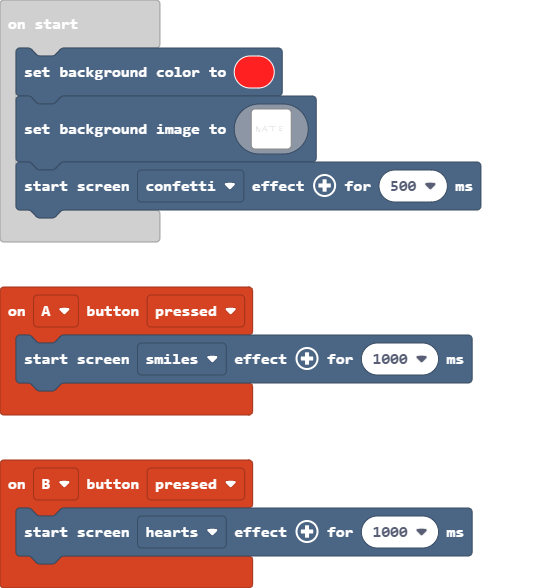 on start
set background color to
set background image to
start screen confetti effect for 500 ms
on A button pressed
start screen smiles effect for 1000 ms
on B button pressed
start screen hearts effect for 1000 ms